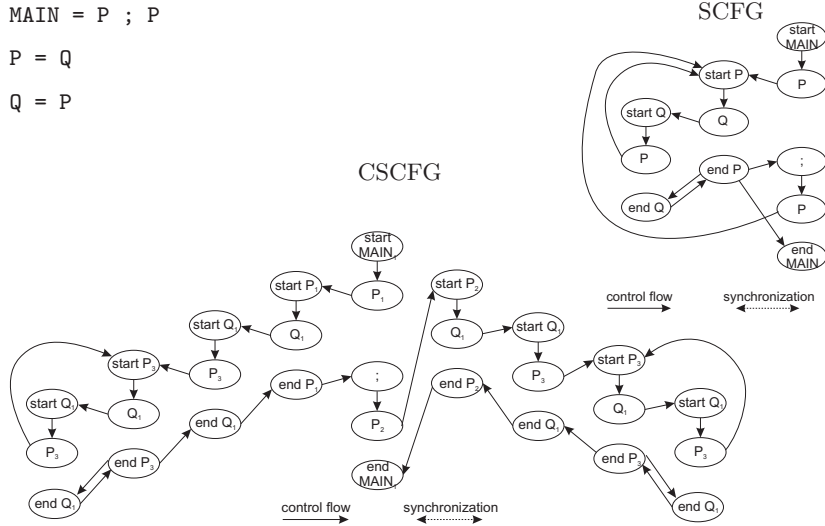 MAIN = P ; P
P = Q
Q = P
SCFG
start
MAIN
P
start P
Q
start Q
P
end P
;
end Q
P
end
MAIN
control flow
synchronization
CSCFG
start
MAIN₁
P₁
start P₁
Q₁
start Q₁
P₃
start P₃
Q₁
start Q₁
P₃
end Q₁
end P₃
end Q₁
end P₁
;
P₂
end
MAIN₁
start P₂
Q₁
start Q₁
P₃
start P₃
Q₁
start Q₁
P₃
end P₂
end Q₁
end P₃
end Q₁
control flow
synchronization